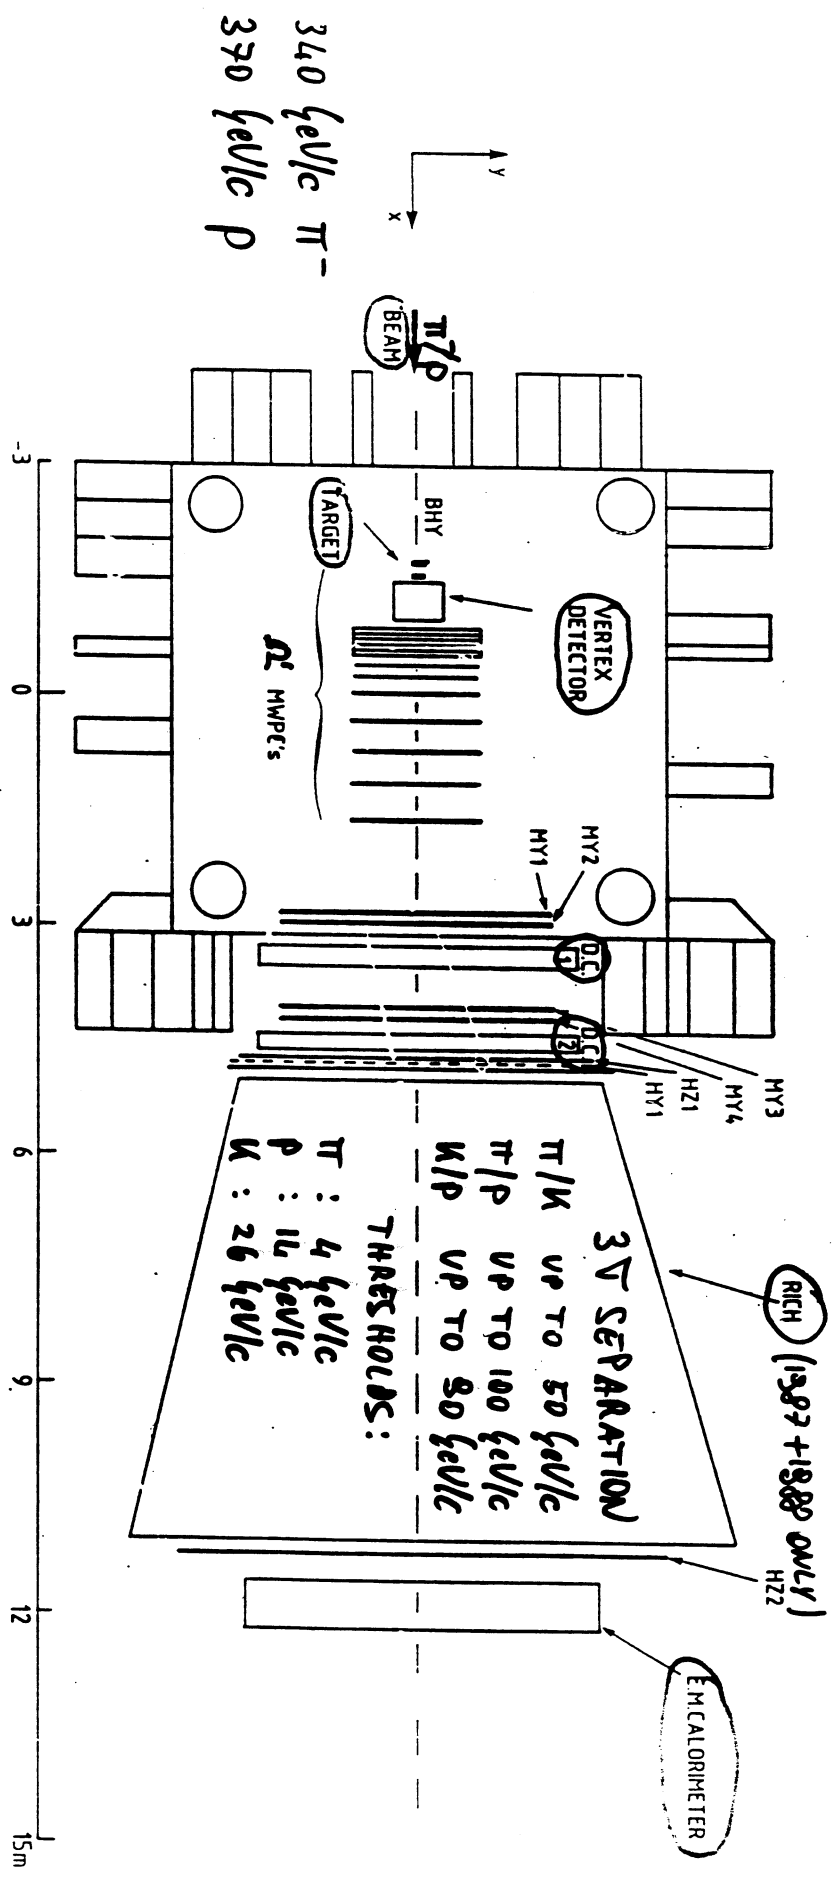 340 GeV/c π⁻
370 GeV/c p
y
x
π⁻/p
BEAM
BHY
TARGET
VERTEX
DETECTOR
Ω' MWPC's
MY1
MY2
D.C.
1
D.C.
2
MY3
MY4
HZ1
HY1
RICH (1987+1988 ONLY)
3∇ SEPARATION
π/K UP TO 50 GeV/c
π/p UP TO 100 GeV/c
K/p UP TO 80 GeV/c
THRESHOLDS:
π : 4 GeV/c
p : 14 GeV/c
K : 26 GeV/c
HZ2
E.M.CALORIMETER
-3
0
3
6
9
12
15m